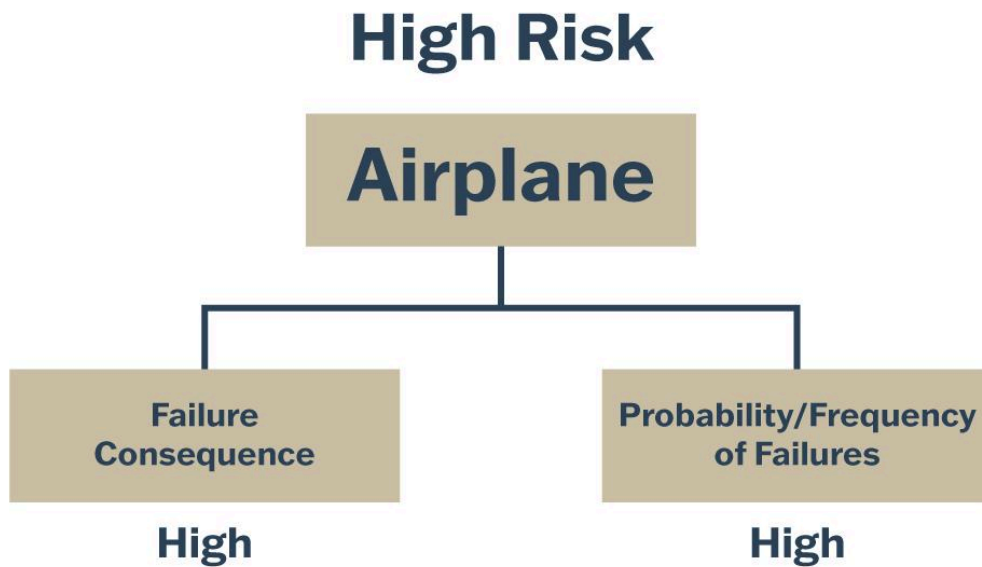 High Risk
Airplane
Failure
Consequence
High
Probability/Frequency
of Failures
High